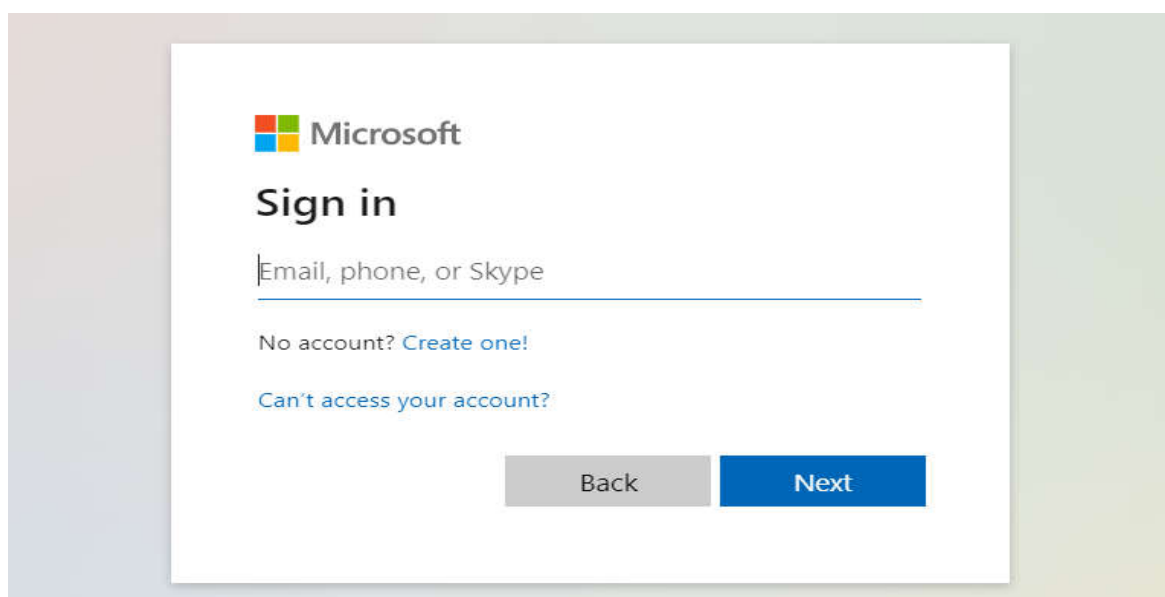 Microsoft
Sign in
Email, phone, or Skype
No account? Create one!
Can't access your account?
Back Next